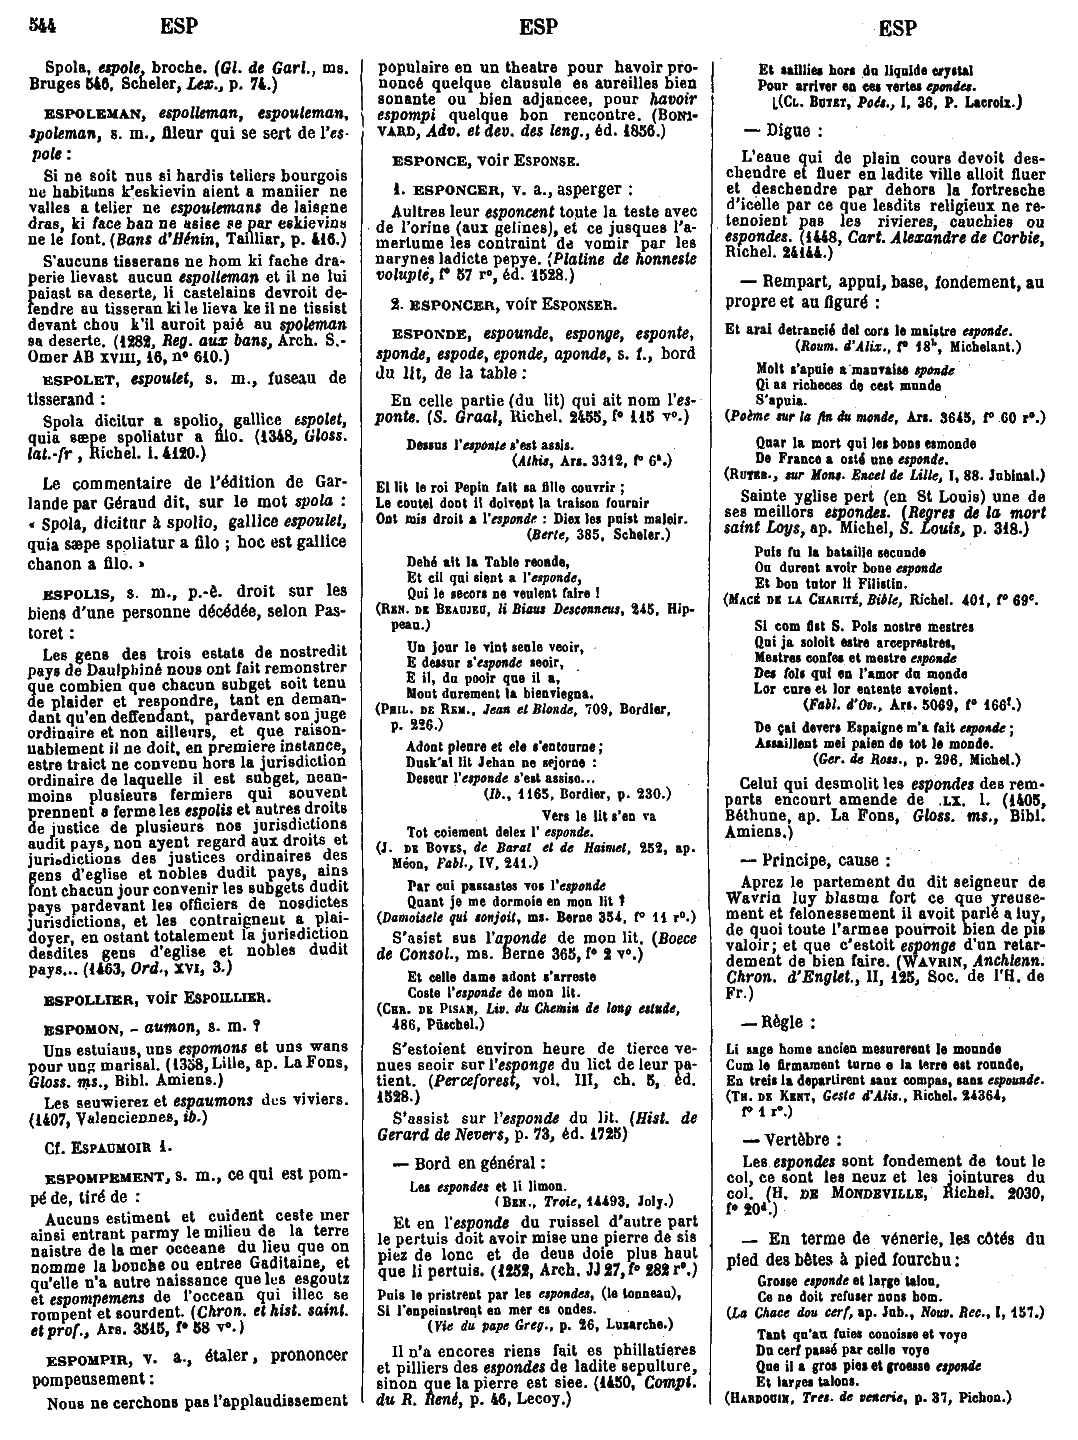 544 ESP ESP ESP
Spola, espole, broche. (Gl. de Garl., ms.
Bruges 546, Scheler, Lex., p. 74.)
ESPOLEMAN, espolleman, espouleman,
spoleman, s. m., fileur qui se sert de l'es-
pole :
Si ne soit nus si hardis teliers bourgois
ne habitans k'eskievin aient a maniier ne
valles a telier ne espoulemans de laisgne
dras, ki face ban ne asise se par eskievins
ne le font. (Bans d'Hénin, Tailliar, p. 416.)
S'aucuns tisserans ne hom ki fache dra-
perie lievast aucun espolleman et il ne lui
paiast sa deserte, li castelains devroit de-
fendre au tisseran ki le lieva ke il ne tissist
devant chou k'il auroit paié au spoleman
sa deserte. (1282, Reg. aux bans, Arch. S.-
Omer AB XVIII, 16, n° 610.)
ESPOLET, espoulet, s. m., fuseau de
tisserand :
Spola dicitur a spolio, gallice espolet,
quia sæpe spoliatur a filo. (1348, Gloss.
lat.-fr , Richel. l. 4120.)
Le commentaire de l'édition de Gar-
lande par Géraud dit, sur le mot spola :
« Spola, dicitur à spolio, gallice espoulet,
quia sæpe spoliatur a filo ; hoc est gallice
chanon a filo. »
ESPOLIS, s. m., p.-ê. droit sur les
biens d'une personne décédée, selon Pas-
toret :
Les gens des trois estats de nostredit
pays de Daulphiné nous ont fait remonstrer
que combien que chacun subget soit tenu
de plaider et respondre, tant en deman-
dant qu'en deffendant, pardevant son juge
ordinaire et non ailleurs, et que raison-
nablement il ne doit, en premiere instance,
estre traict ne convenu hors la jurisdiction
ordinaire de laquelle il est subget, nean-
moins plusieurs fermiers qui souvent
prennent a ferme les espolis et autres droits
de justice de plusieurs nos jurisdictions
audit pays, non ayent regard aux droits et
jurisdictions des justices ordinaires des
gens d'eglise et nobles dudit pays, ains
font chacun jour convenir les subgets dudit
pays pardevant les officiers de nosdictes
jurisdictions, et les contraignent a plai-
doyer, en ostant totalement la jurisdiction
desdites gens d'eglise et nobles dudit
pays... (1463, Ord., XVI, 3.)
ESPOLLIER, voir ESPOILLIER.
ESPOMON, - aumon, s. m. ?
Uns estuiaus, uns espomons et uns wans
pour ung marisal. (1358, Lille, ap. La Fons,
Gloss. ms., Bibl. Amiens.)
Les seuwierez et espaumons des viviers.
(1407, Valenciennes, ib.)
Cf. ESPAUMOIR 1.
ESPOMPEMENT, s. m., ce qui est pom-
pé de, tiré de :
Aucuns estiment et cuident ceste mer
ainsi entrant parmy le milieu de la terre
naistre de la mer occeane du lieu que on
nomme la bouche ou entree Gaditaine, et
qu'elle n'a autre naissance que les esgoutz
et espompemens de l'occean qui illec se
rompent et sourdent. (Chron. et hist. saint.
et prof., Ars. 3515, f° 58 v°.)
ESPOMPIR, v. a., étaler, prononcer
pompeusement :
Nous ne cerchons pas l'applaudissement
populaire en un theatre pour havoir pro-
noncé quelque clausule es aureilles bien
sonante ou bien adjancee, pour havoir
espompi quelque bon rencontre. (BONI-
VARD, Adv. et dev. des leng., éd. 1856.)
ESPONCE, voir ESPONSE.
1. ESPONCER, v. a., asperger :
Aultres leur esponcent toute la teste avec
de l'orine (aux gelines), et ce jusques l'a-
mertume les contraint de vomir par les
narynes ladicte pepye. (Platine de honneste
volupté, f° 57 r°, éd. 1528.)
2. ESPONCER, voir ESPONSER.
ESPONDE, espounde, esponge, esponte,
sponde, espode, eponde, aponde, s. f., bord
du lit, de la table :
En celle partie (du lit) qui ait nom l'es-
ponte. (S. Graal, Richel. 2455, f° 115 v°.)
Dessus l'esponte s'est assis.
(Athis, Ars. 3312, f° 6ᵃ.)
El lit le roi Pepin fait sa fille couvrir ;
Le coutel dont il doivent la traison fournir
Ont mis droit a l'esponde : Diex les puist maleir.
(Berte, 385, Scheler.)
Dehé ait la Table reonde,
Et cil qui sient a l'esponde,
Qui le secors ne veulent faire !
(REN. DE BEAUJEU, li Biaus Desconneus, 245, Hip-
peau.)
Un jour le vint seule veoir,
E dessur s'esponde seoir,
E il, du pooir que il a,
Mout durement la bienviegna.
(PHIL. DE REM., Jean et Blonde, 709, Bordier,
p. 226.)
Adont pleure et ele s'entourne ;
Dusk'al lit Jehan ne sejorne :
Deseur l'esponde s'est assise...
(Ib., 1165, Bordier, p. 230.)
Vers le lit s'en va
Tot coiement delez l' esponde.
(J. DE BOVES, de Barat et de Haimet, 252, ap.
Méon, Fabl., IV, 241.)
Par cui passastes vos l'esponde
Quant je me dormoie en mon lit ?
(Damoisele qui sonjoit, ms. Berne 354, f° 11 r°.)
S'asist sus l'aponde de mon lit. (Boece
de Consol., ms. Berne 365, f° 2 v°.)
Et celle dame adont s'arreste
Coste l'esponde de mon lit.
(CHR. DE PISAN, Liv. du Chemin de long estude,
486, Püschel.)
S'estoient environ heure de tierce ve-
nues seoir sur l'esponge du lict de leur pa-
tient. (Perceforest, vol. III, ch. 5, éd.
1528.)
S'assist sur l'esponde du lit. (Hist. de
Gerard de Nevers, p. 73, éd. 1725)
— Bord en général :
Les espondes et li limon.
(BEN., Troie, 14493, Joly.)
Et en l'esponde du ruissel d'autre part
le pertuis doit avoir mise une pierre de sis
piez de lonc et de deus doie plus haut
que li pertuis. (1252, Arch. JJ 27, f° 282 r°.)
Puis le pristrent par les espondes, (le tonneau),
Si l'enpeinstrent en mer es ondes.
(Vie du pape Greg., p. 26, Luzarche.)
Il n'a encores riens fait es phillatieres
et pilliers des espondes de ladite sepulture,
sinon que la pierre est siee. (1450, Compt.
du R. René, p. 46, Lecoy.)
Et saillies hors du liquide crystal
Pour arriver en ces vertes epondes.
(CL. BUTET, Poés., I, 36, P. Lacroix.)
— Digue :
L'eaue qui de plain cours devoit des-
chendre et fluer en ladite ville alloit fluer
et deschendre par dehors la fortresche
d'icelle par ce que lesdits religieux ne re-
tenoient pas les rivieres, cauchies ou
espondes. (1448, Cart. Alexandre de Corbie,
Richel. 24144.)
— Rempart, appui, base, fondement, au
propre et au figuré :
Et arai detranciê del cors le maistre esponde.
(Roum. d'Alix., f° 18ᵇ, Michelant.)
Molt s'apuie a mauvaise sponde
Qi as richeces de cest munde
S'apuia.
(Poème sur la fin du monde, Ars. 3645, f° 60 r°.)
Quar la mort qui les bons esmonde
De France a osté une esponde.
(RUTEB., sur Mons. Encel de Lille, I, 88. Jubinal.)
Sainte yglise pert (en St Louis) une de
ses meillors espondes. (Regres de la mort
saint Loys, ap. Michel, S. Louis, p. 318.)
Puis fu la bataille secunde
Ou durent avoir bone esponde
Et bon tutor li Filistin.
(MACÉ DE LA CHARITÉ, Bible, Richel. 401, f° 69ᶜ.
Si com fist S. Pols nostre mestres
Qui ja soloit estre arceprestres,
Mestres confes et mestre esponde
Des fols qui en l'amor du monde
Lor cure et lor entente avoient.
(Fabl. d'Ov., Ars. 5069, f° 166ᶠ.)
De çai devers Espaigne m'a fait esponde ;
Assaillent mei paien de tot le monde.
(Ger. de Ross., p. 296, Michel.)
Celui qui desmolit les espondes des rem-
parts encourt amende de .LX. l. (1405,
Béthune, ap. La Fons, Gloss. ms., Bibl.
Amiens.)
— Principe, cause :
Aprez le partement du dit seigneur de
Wavrin luy blasma fort ce que yreuse-
ment et felonessement il avoit parlé a luy,
de quoi toute l'armee pourroit bien de pis
valoir ; et que c'estoit esponge d'un retar-
dement de bien faire. (WAVRIN, Anchienn.
Chron. d'Englet., II, 125, Soc. de l'H. de
Fr.)
— Règle :
Li sage home ancien mesurerent le mounde
Cum le firmament turne e la terre est rounde,
En treis la departirent sanz compas, sans espounde.
(TH. DE KENT, Geste d'Alis., Richel. 24364,
f° 1 r°.)
— Vertèbre :
Les espondes sont fondement de tout le
col, ce sont les neuz et les jointures du
col. (H. DE MONDEVILLE, Richel. 2030,
f° 20ᵈ.)
— En terme de vénerie, les côtés du
pied des bêtes à pied fourchu :
Grosse esponde et large talon,
Ce ne doit refuser nous hom.
(La Chace dou cerf, ap. Jub., Nouv. Rec., I, 157.)
Tant qu'au fuies conoisse et voye
Du cerf passé par celle voye
Que il a gros pies et groesse esponde
Et larges talons.
(HARDOUIN, Tres. de venerie, p. 37, Pichon.)